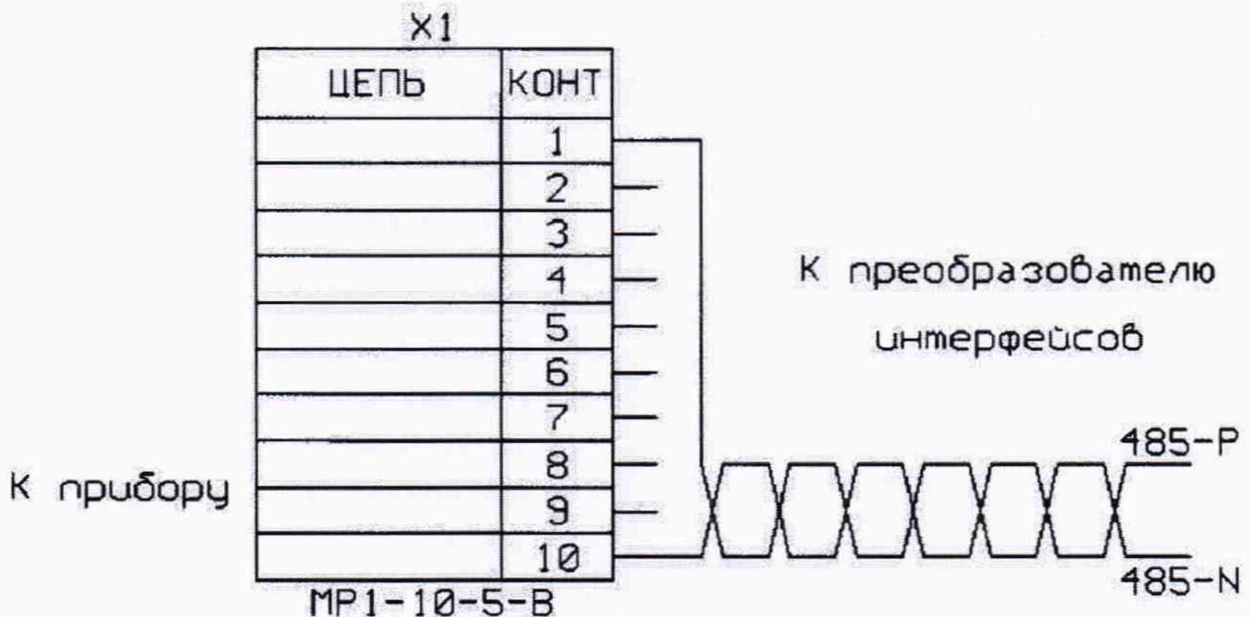 X1
ЦЕПЬ КОНТ
1
2
3
4
5
6
7
8
9
10
МР1-10-5-В
К прибору
К преобразователю
интерфейсов
485-P
485-N